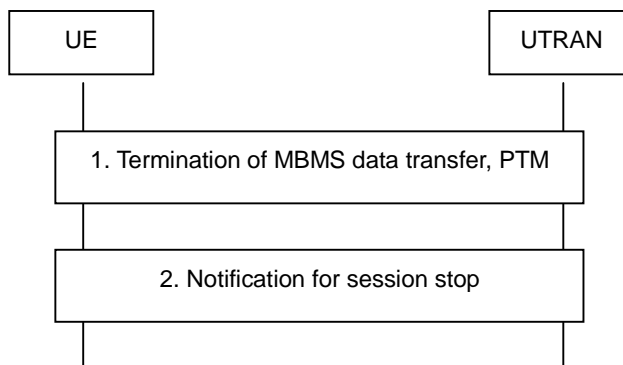 UE
UTRAN
1. Termination of MBMS data transfer, PTM
2. Notification for session stop